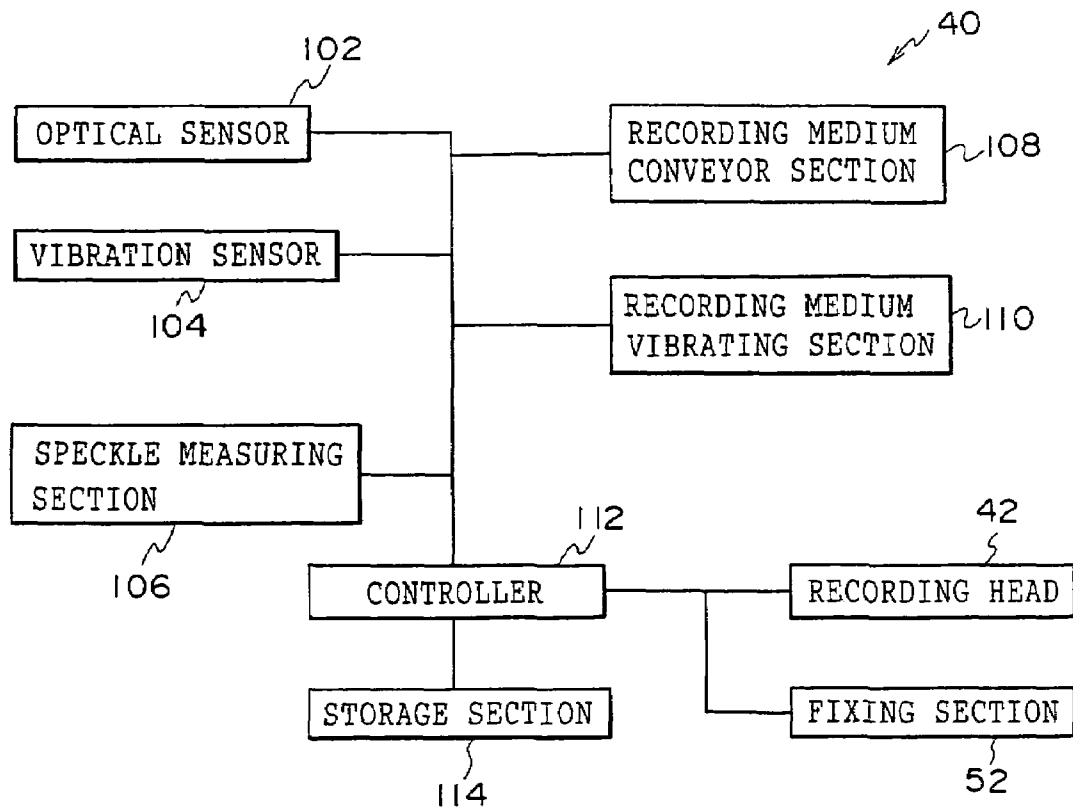 40
102
OPTICAL SENSOR
RECORDING MEDIUM
CONVEYOR SECTION
108
VIBRATION SENSOR
104
RECORDING MEDIUM
VIBRATING SECTION
110
SPECKLE MEASURING
SECTION
106
112
CONTROLLER
42
RECORDING HEAD
STORAGE SECTION
114
FIXING SECTION
52